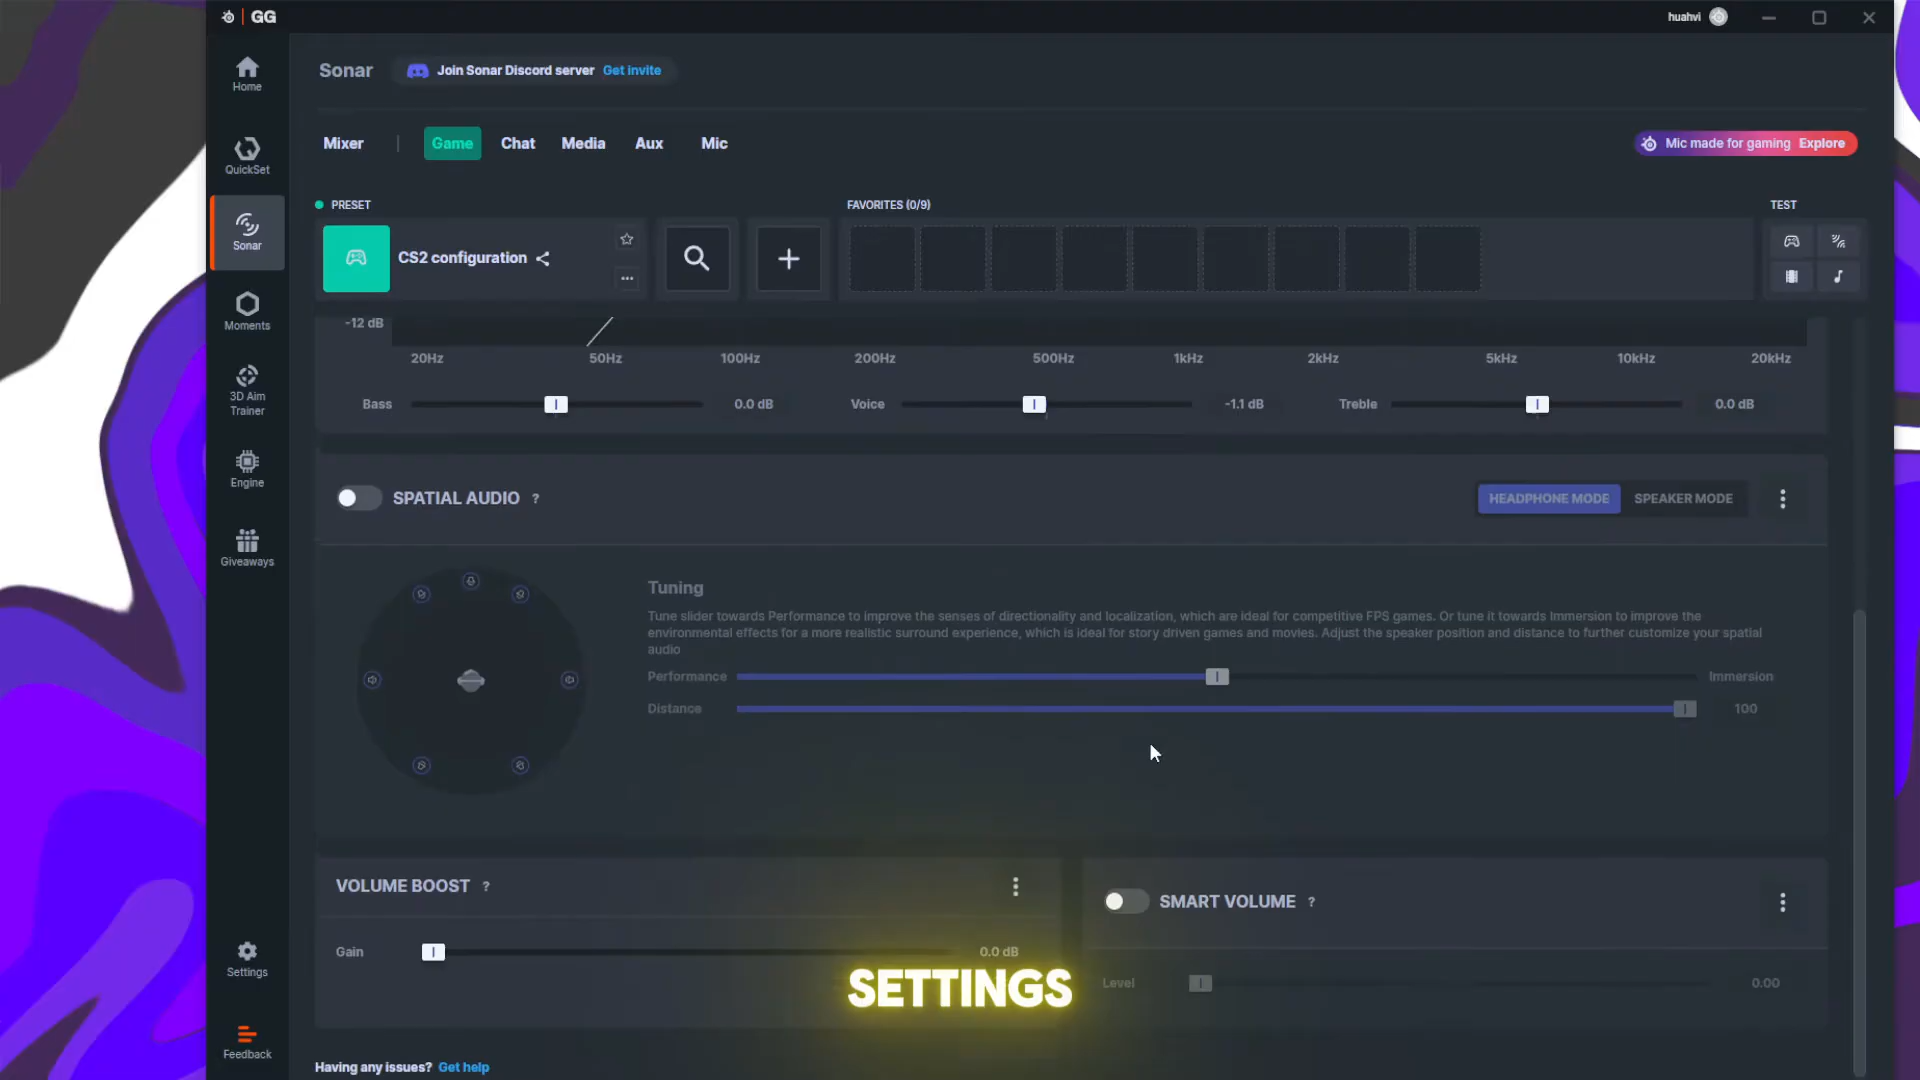 GG
huahvi
Home
QuickSet
Sonar
Moments
3D Aim
Trainer
Engine
Giveaways
Settings
Feedback
Sonar
Join Sonar Discord server Get invite
Mixer | Game Chat Media Aux Mic
Mic made for gaming Explore
PRESET
FAVORITES (0/9)
TEST
CS2 configuration
-12 dB
20Hz 50Hz 100Hz 200Hz 500Hz 1kHz 2kHz 5kHz 10kHz 20kHz
Bass 0.0 dB Voice -1.1 dB Treble 0.0 dB
SPATIAL AUDIO ?
HEADPHONE MODE SPEAKER MODE
Tuning
Tune slider towards Performance to improve the senses of directionality and localization, which are ideal for competitive FPS games. Or tune it towards Immersion to improve the
environmental effects for a more realistic surround experience, which is ideal for story driven games and movies. Adjust the speaker position and distance to further customize your spatial
audio
Performance Immersion
Distance 100
VOLUME BOOST ?
Gain 0.0 dB
SMART VOLUME ?
Level 0.00
SETTINGS
Having any issues? Get help